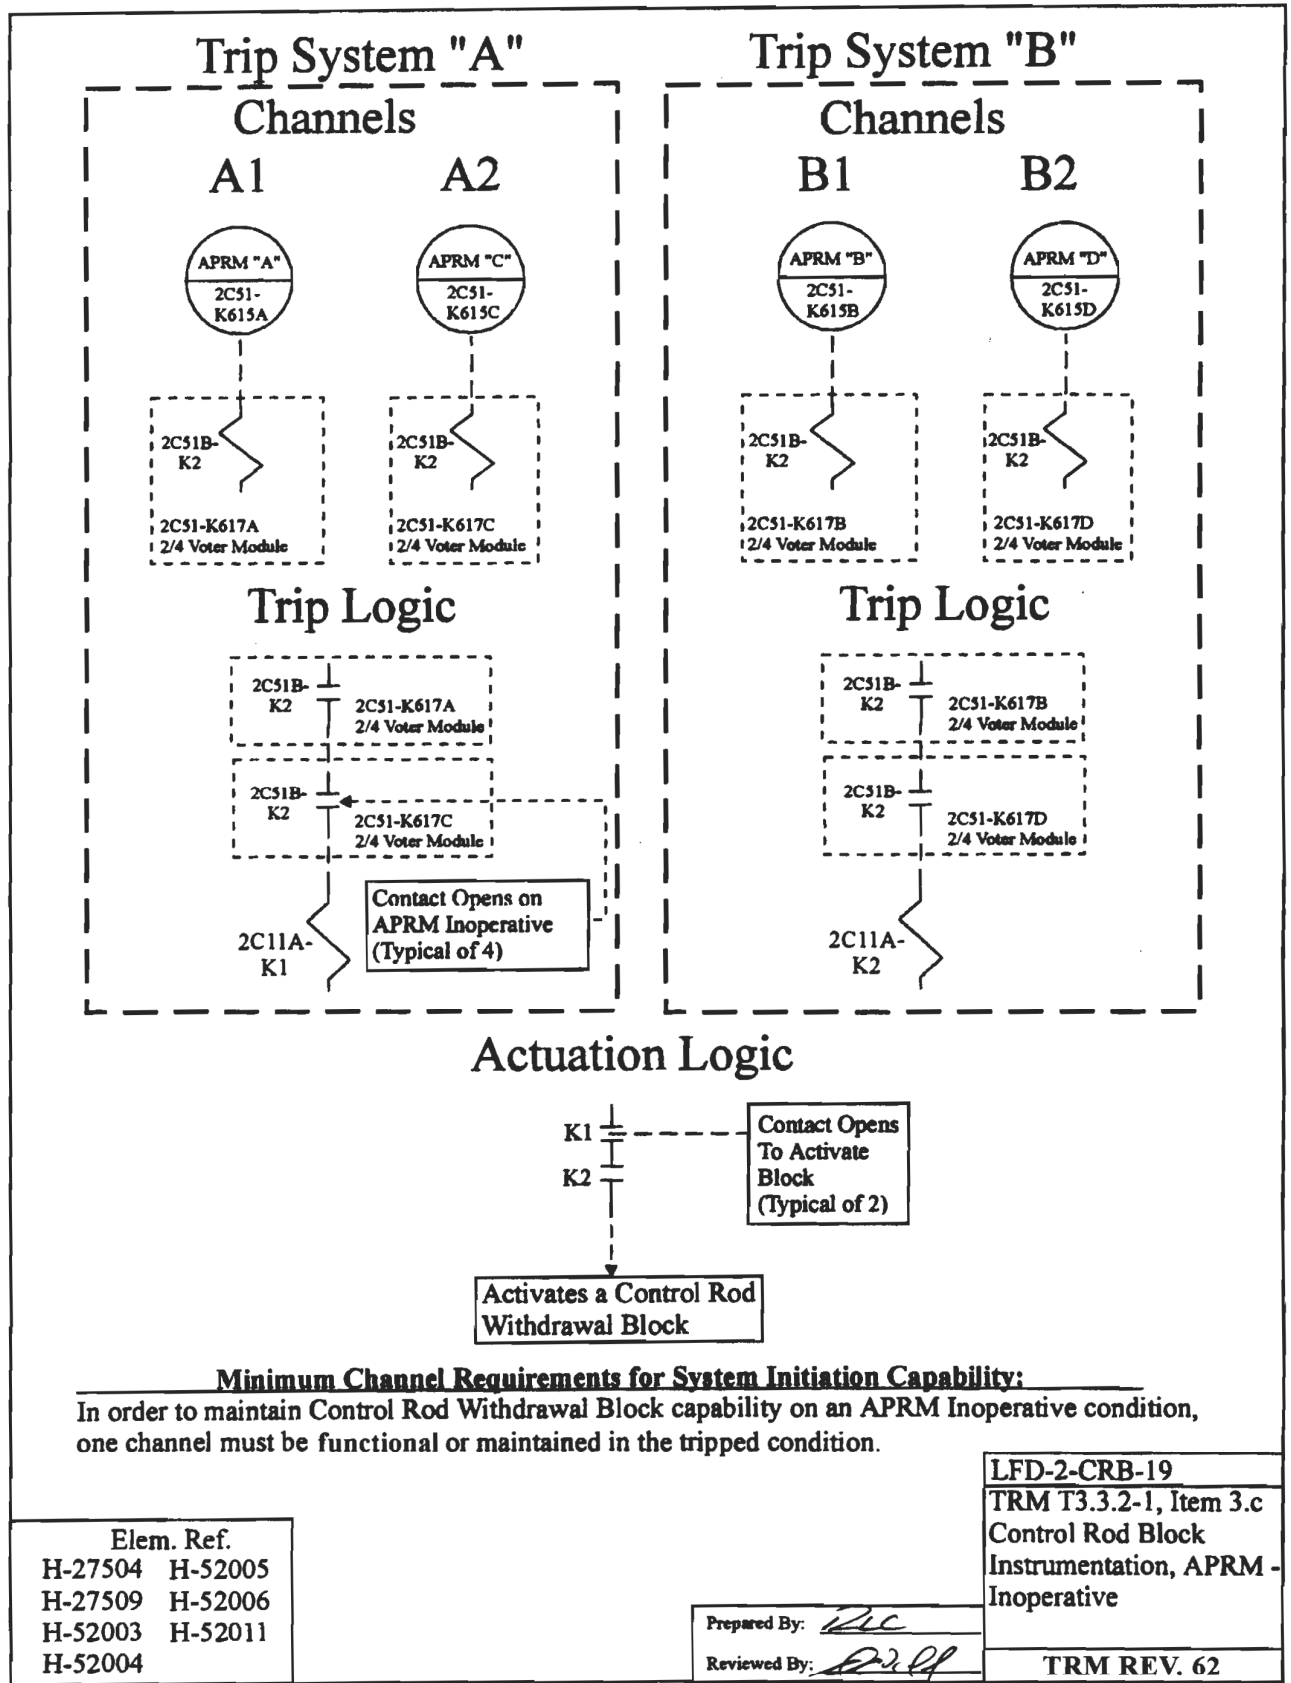 Trip System "A"
Channels
A1
A2
APRM "A"
2C51-
K615A
APRM "C"
2C51-
K615C
2C51B-
K2
2C51-K617A
2/4 Voter Module
2C51B-
K2
2C51-K617C
2/4 Voter Module
Trip Logic
2C51B-
K2
2C51-K617A
2/4 Voter Module
2C51B-
K2
2C51-K617C
2/4 Voter Module
Contact Opens on
APRM Inoperative
(Typical of 4)
2C11A-
K1
Trip System "B"
Channels
B1
B2
APRM "B"
2C51-
K615B
APRM "D"
2C51-
K615D
2C51B-
K2
2C51-K617B
2/4 Voter Module
2C51B-
K2
2C51-K617D
2/4 Voter Module
Trip Logic
2C51B-
K2
2C51-K617B
2/4 Voter Module
2C51B-
K2
2C51-K617D
2/4 Voter Module
2C11A-
K2
Actuation Logic
K1
K2
Contact Opens
To Activate
Block
(Typical of 2)
Activates a Control Rod
Withdrawal Block
Minimum Channel Requirements for System Initiation Capability:
In order to maintain Control Rod Withdrawal Block capability on an APRM Inoperative condition,
one channel must be functional or maintained in the tripped condition.
Elem. Ref.
H-27504 H-52005
H-27509 H-52006
H-52003 H-52011
H-52004
Prepared By:
Reviewed By:
LFD-2-CRB-19
TRM T3.3.2-1, Item 3.c
Control Rod Block
Instrumentation, APRM -
Inoperative
TRM REV. 62